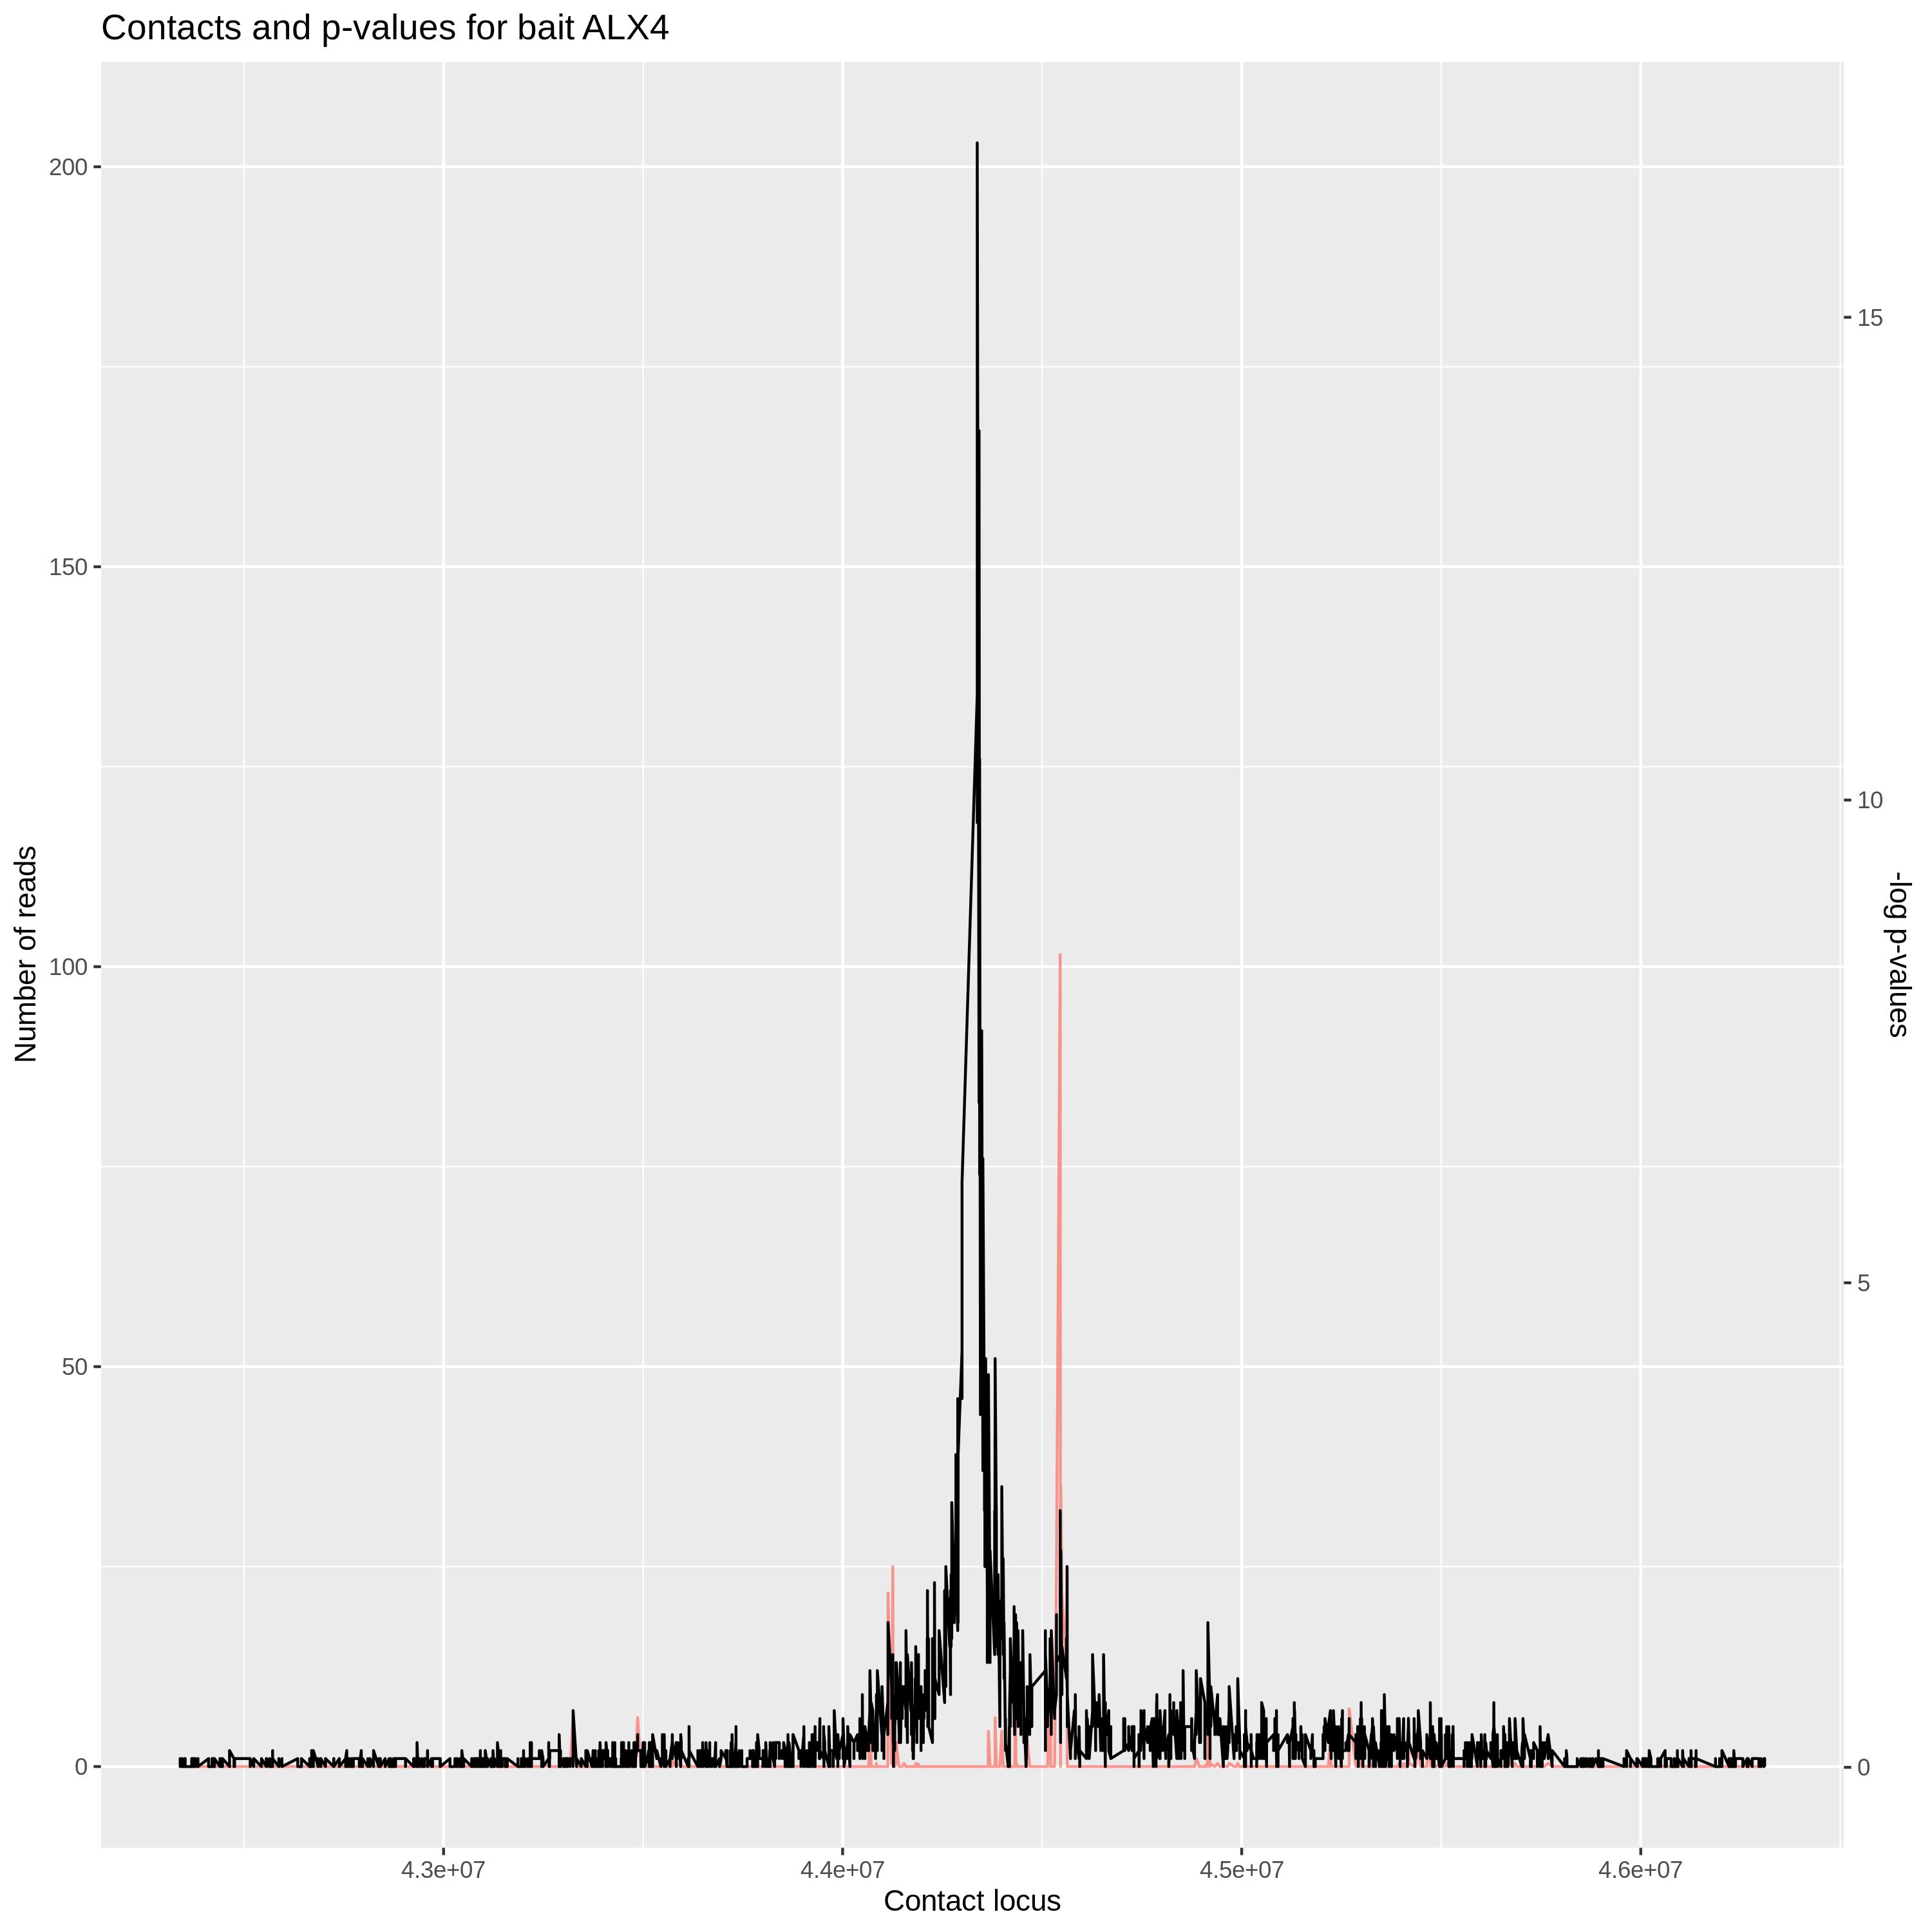 Contacts and p-values for bait ALX4
200
150
100
50
0
Number of reads
15
10
5
0
-log p-values
4.3e+07
4.4e+07
4.5e+07
4.6e+07
Contact locus